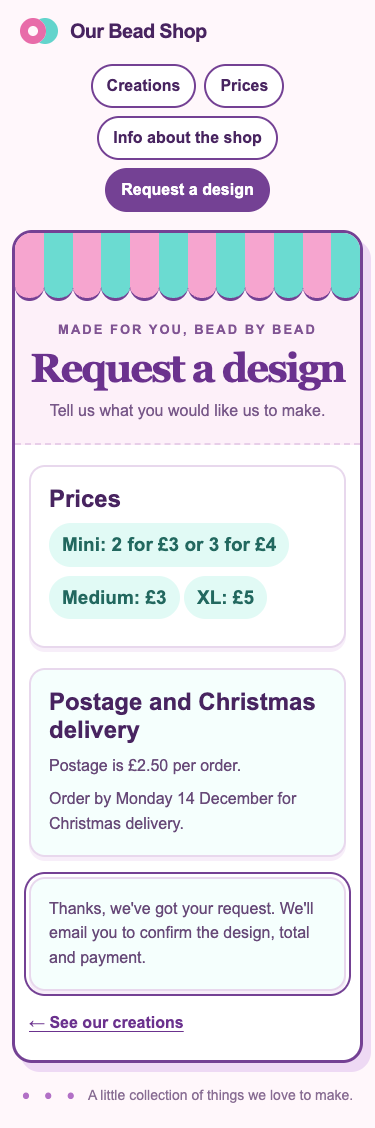 Our Bead Shop
Creations
Prices
Info about the shop
Request a design
MADE FOR YOU, BEAD BY BEAD
Request a design
Tell us what you would like us to make.
Prices
Mini: 2 for £3 or 3 for £4
Medium: £3
XL: £5
Postage and Christmas
delivery
Postage is £2.50 per order.
Order by Monday 14 December for
Christmas delivery.
Thanks, we've got your request. We'll
email you to confirm the design, total
and payment.
← See our creations
A little collection of things we love to make.